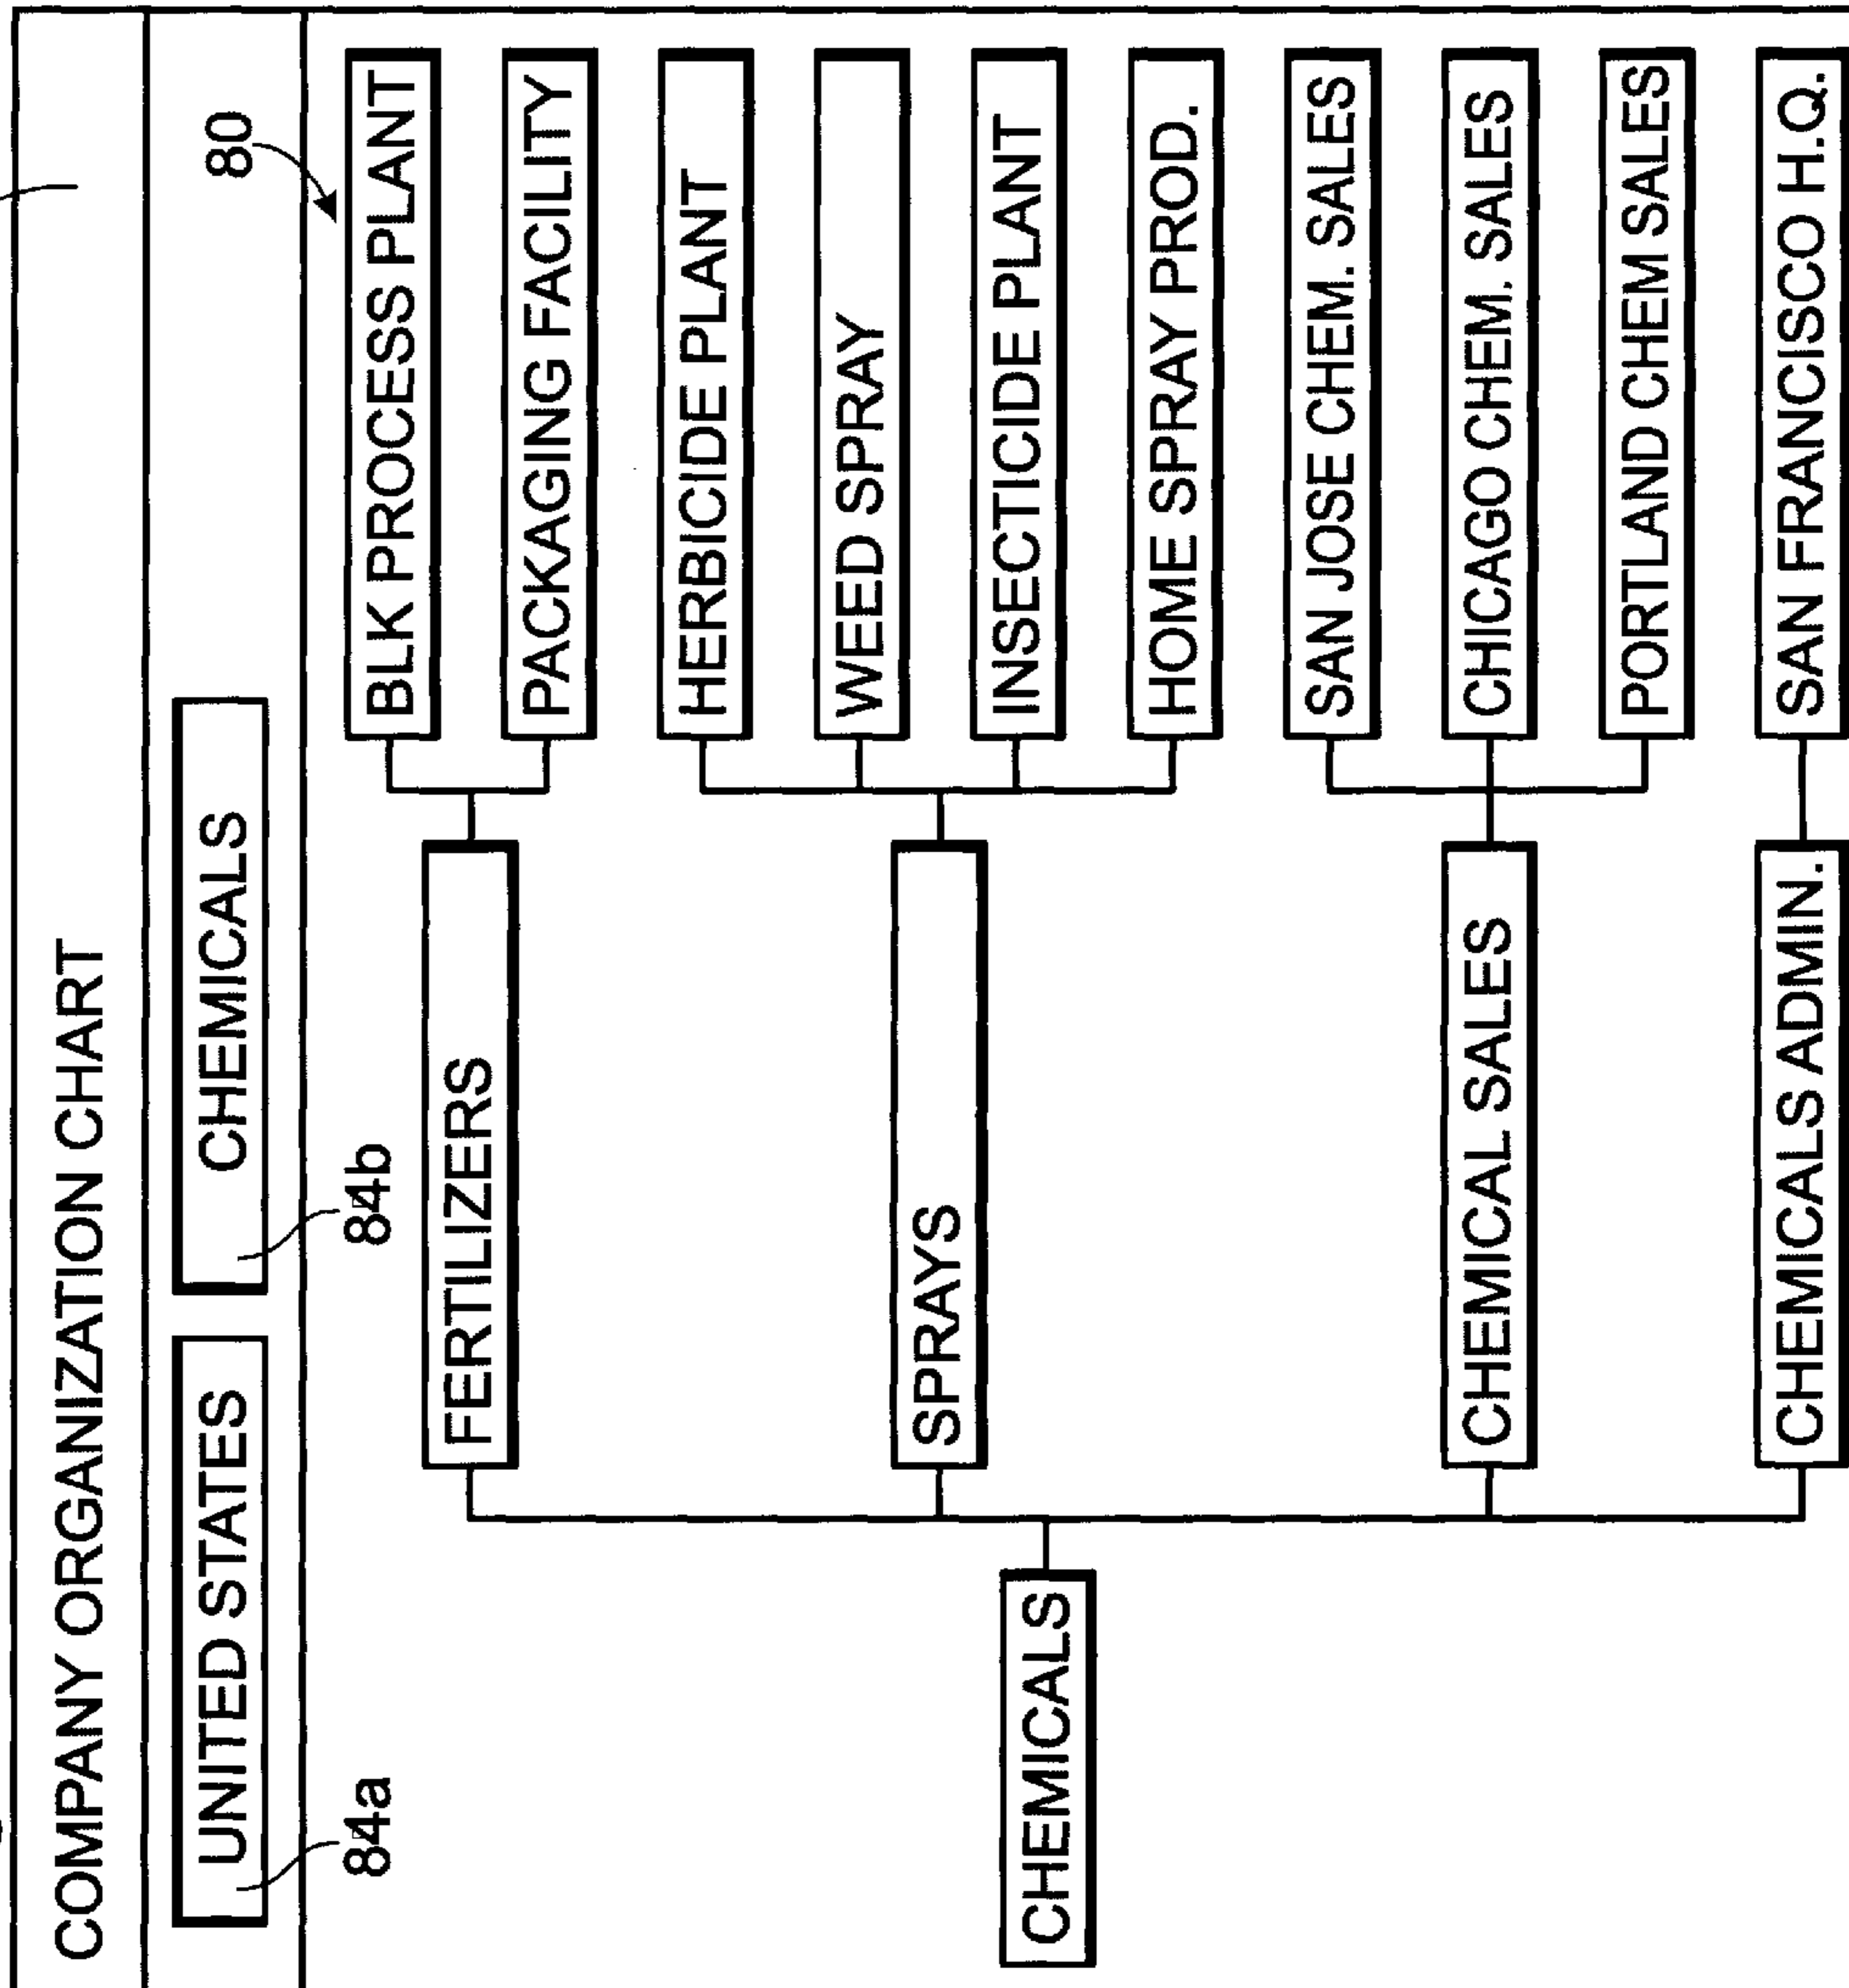 COMPANY ORGANIZATION CHART
UNITED STATES
CHEMICALS
84a
84b
80
CHEMICALS
FERTILIZERS
BLK PROCESS PLANT
PACKAGING FACILITY
SPRAYS
HERBICIDE PLANT
WEED SPRAY
INSECTICIDE PLANT
HOME SPRAY PROD.
CHEMICAL SALES
SAN JOSE CHEM. SALES
CHICAGO CHEM. SALES
PORTLAND CHEM SALES
CHEMICALS ADMIN.
SAN FRANCISCO H.Q.